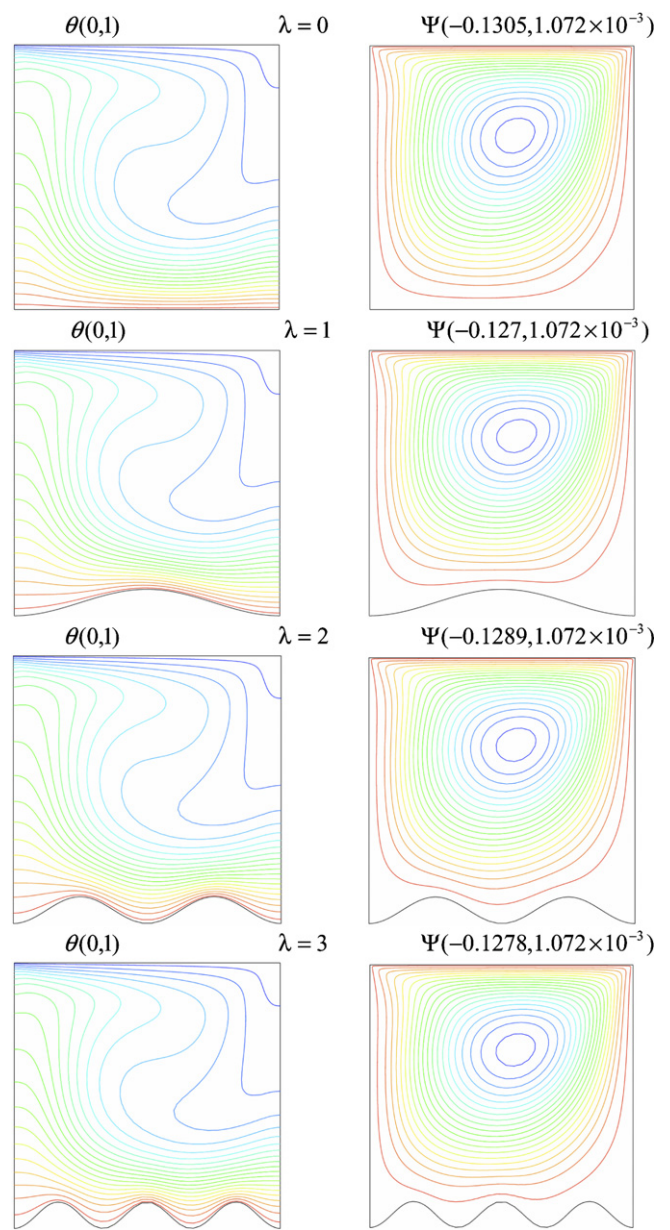 θ(0,1) λ = 0 Ψ(−0.1305,1.072×10⁻³)
θ(0,1) λ = 1 Ψ(−0.127,1.072×10⁻³)
θ(0,1) λ = 2 Ψ(−0.1289,1.072×10⁻³)
θ(0,1) λ = 3 Ψ(−0.1278,1.072×10⁻³)